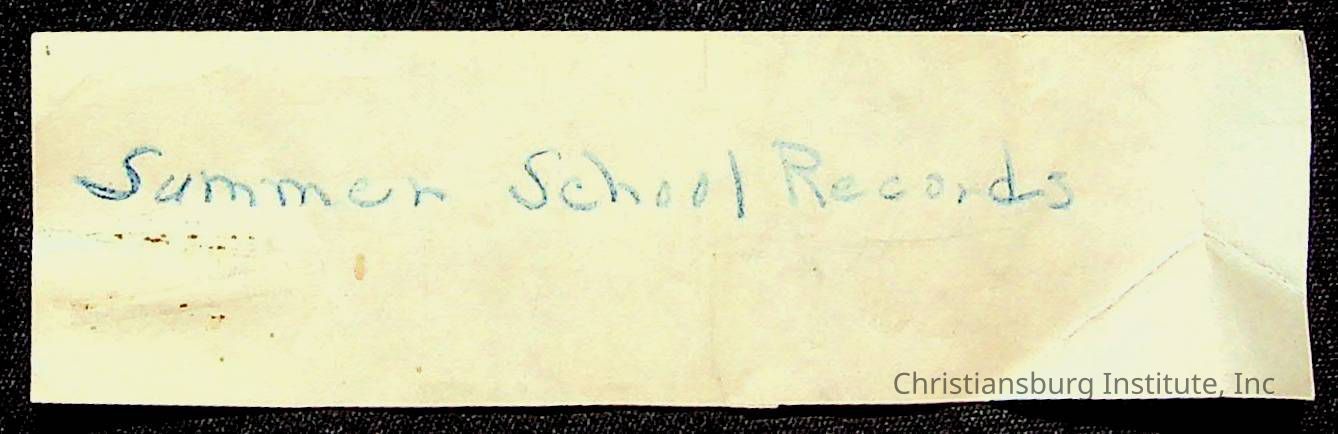 Summer School Records
Christiansburg Institute, Inc